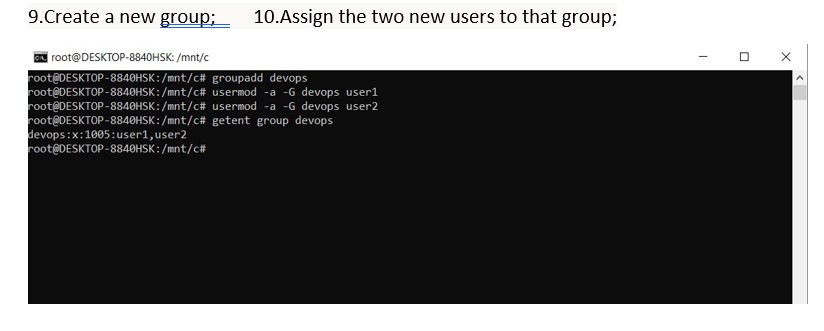 9.Create a new group;      10.Assign the two new users to that group;
root@DESKTOP-8840HSK: /mnt/c
root@DESKTOP-8840HSK:/mnt/c# groupadd devops
root@DESKTOP-8840HSK:/mnt/c# usermod -a -G devops user1
root@DESKTOP-8840HSK:/mnt/c# usermod -a -G devops user2
root@DESKTOP-8840HSK:/mnt/c# getent group devops
devops:x:1005:user1,user2
root@DESKTOP-8840HSK:/mnt/c#